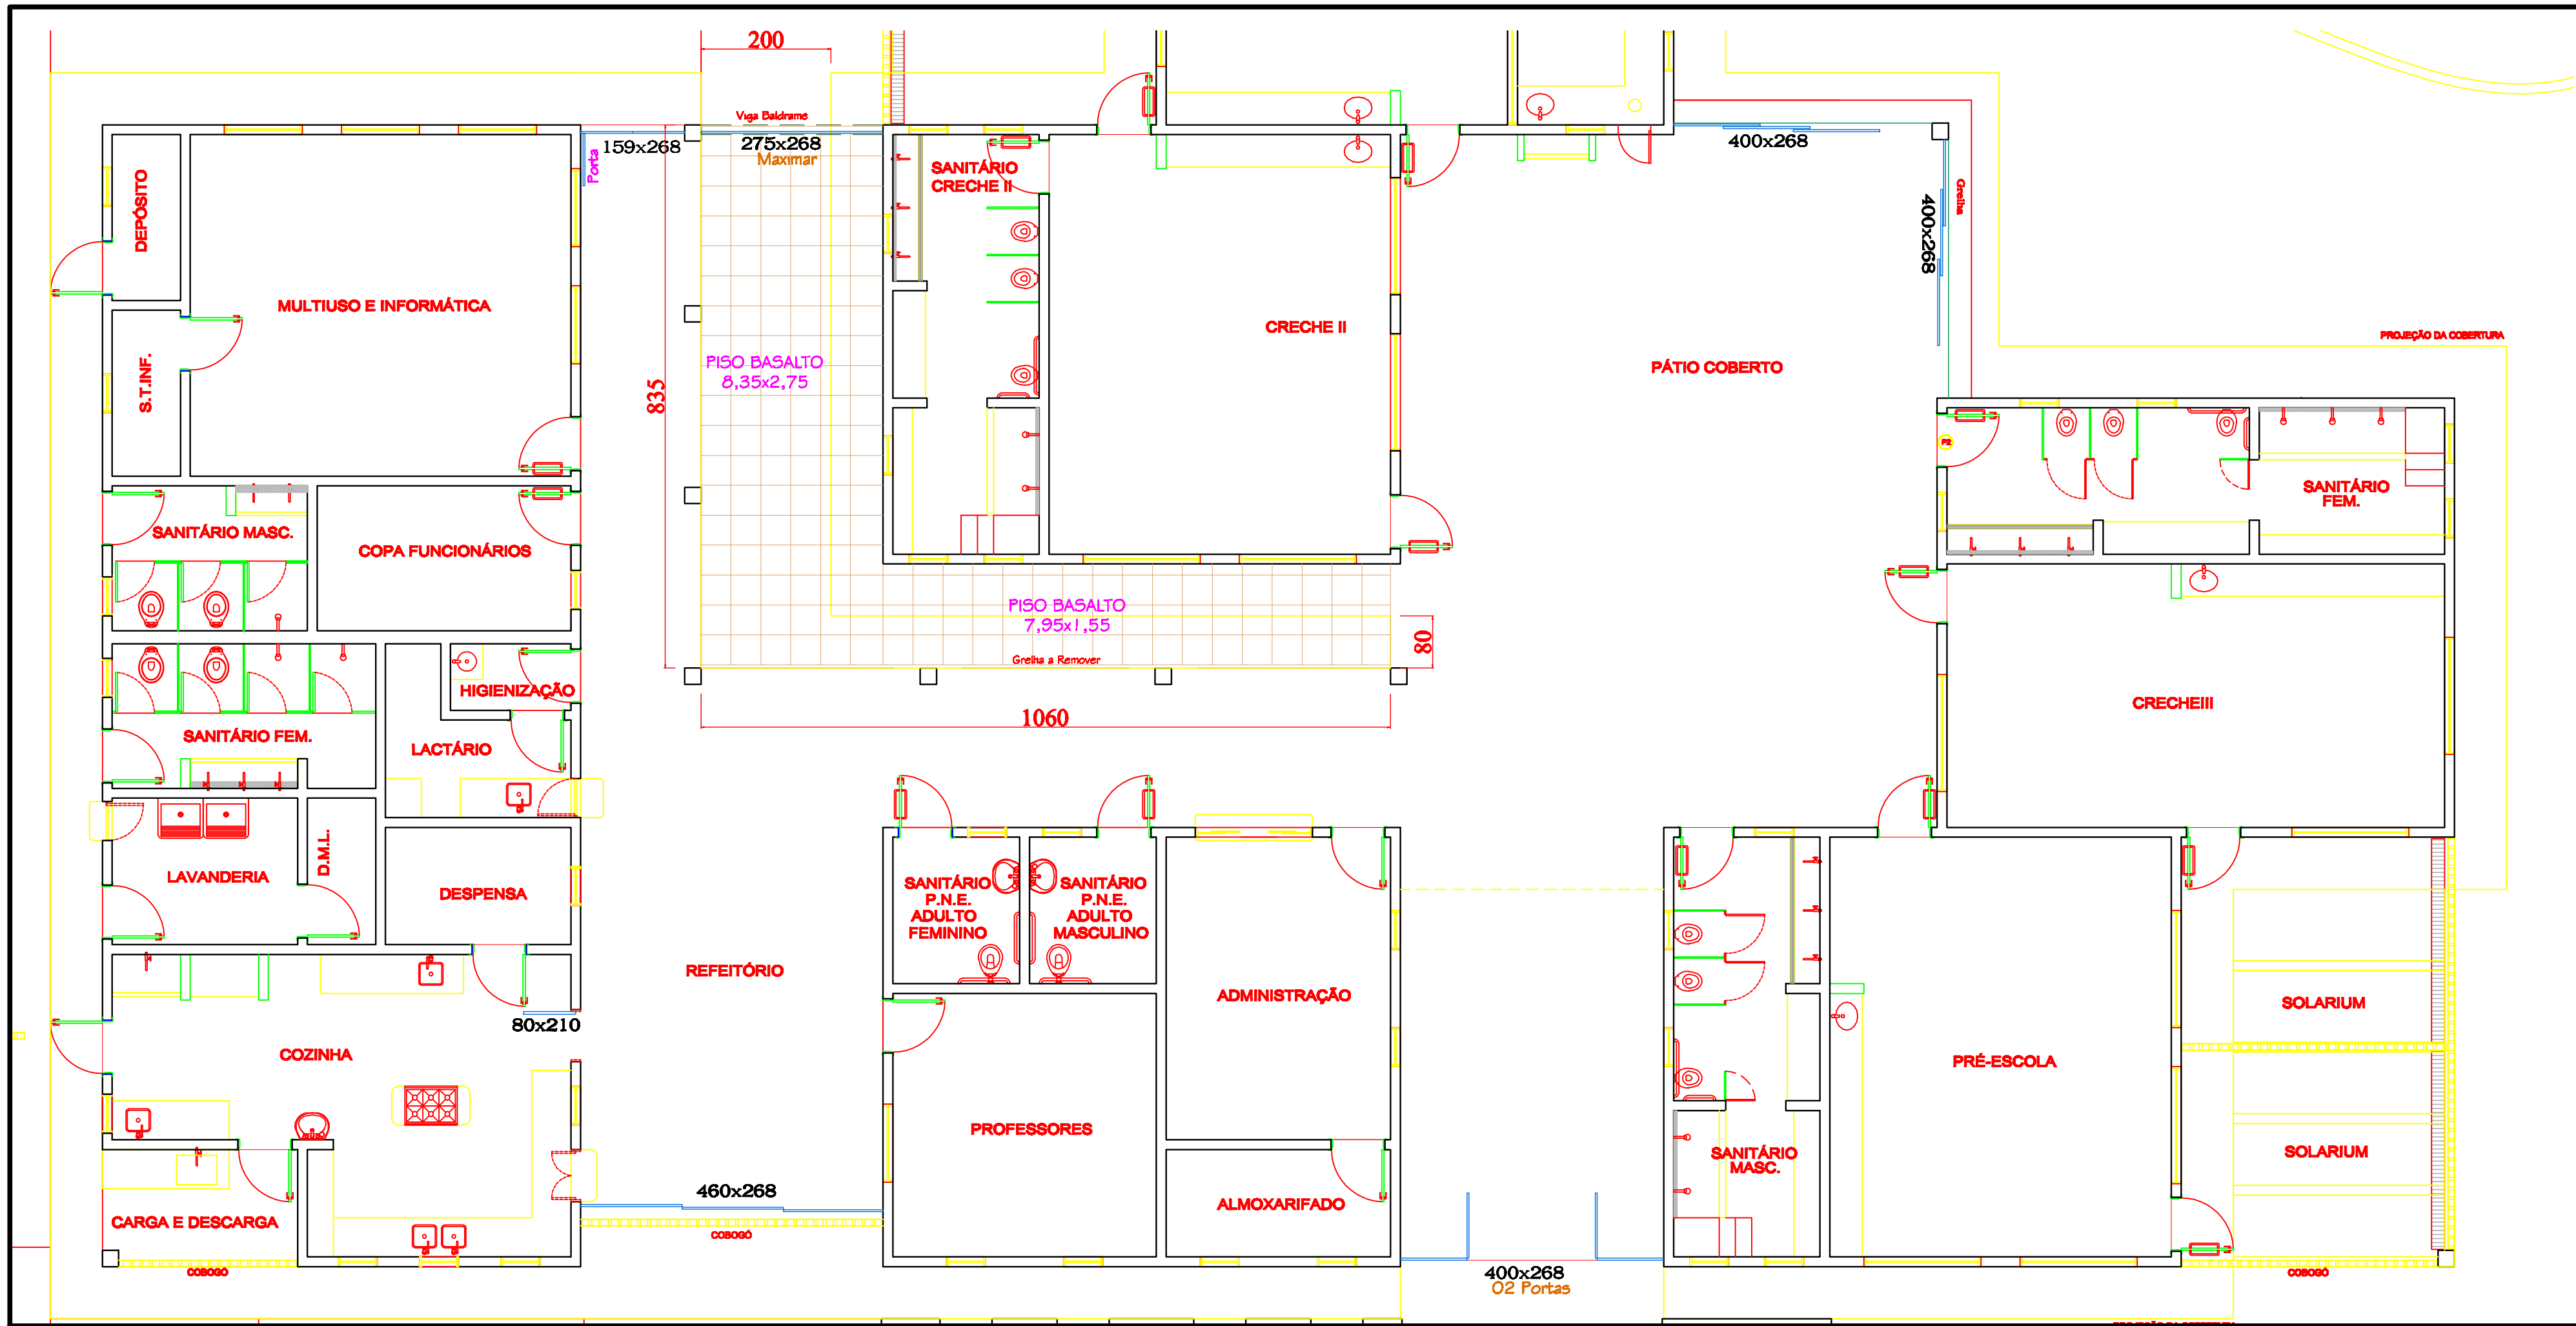 200
Viga Baldrame
159x268
275x268
Maximar
Porta
400x268
400x268
Grelha
DEPÓSITO
SANITÁRIO
CRECHE II
MULTIUSO E INFORMÁTICA
CRECHE II
PROJEÇÃO DA COBERTURA
S.T.INF.
835
PISO BASALTO
8,35x2,75
PÁTIO COBERTO
P2
SANITÁRIO
FEM.
SANITÁRIO MASC.
COPA FUNCIONÁRIOS
PISO BASALTO
7,95x1,55
80
Grelha a Remover
HIGIENIZAÇÃO
1060
CRECHEIII
SANITÁRIO FEM.
LACTÁRIO
LAVANDERIA
D.M.L.
DESPENSA
SANITÁRIO
P.N.E.
ADULTO
FEMININO
SANITÁRIO
P.N.E.
ADULTO
MASCULINO
REFEITÓRIO
ADMINISTRAÇÃO
SOLARIUM
80x210
COZINHA
PRÉ-ESCOLA
PROFESSORES
SANITÁRIO
MASC.
SOLARIUM
460x268
ALMOXARIFADO
CARGA E DESCARGA
COBOGÓ
COBOGÓ
400x268
02 Portas
COBOGÓ